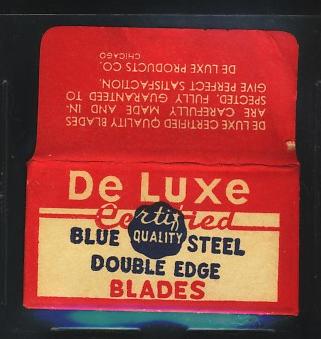 DE LUXE CERTIFIED QUALITY BLADES
ARE CAREFULLY MADE AND IN-
SPECTED. FULLY GUARANTEED TO
GIVE PERFECT SATISFACTION.
DE LUXE PRODUCTS CO.
CHICAGO
De Luxe
Certified
QUALITY
BLUE STEEL
DOUBLE EDGE
BLADES